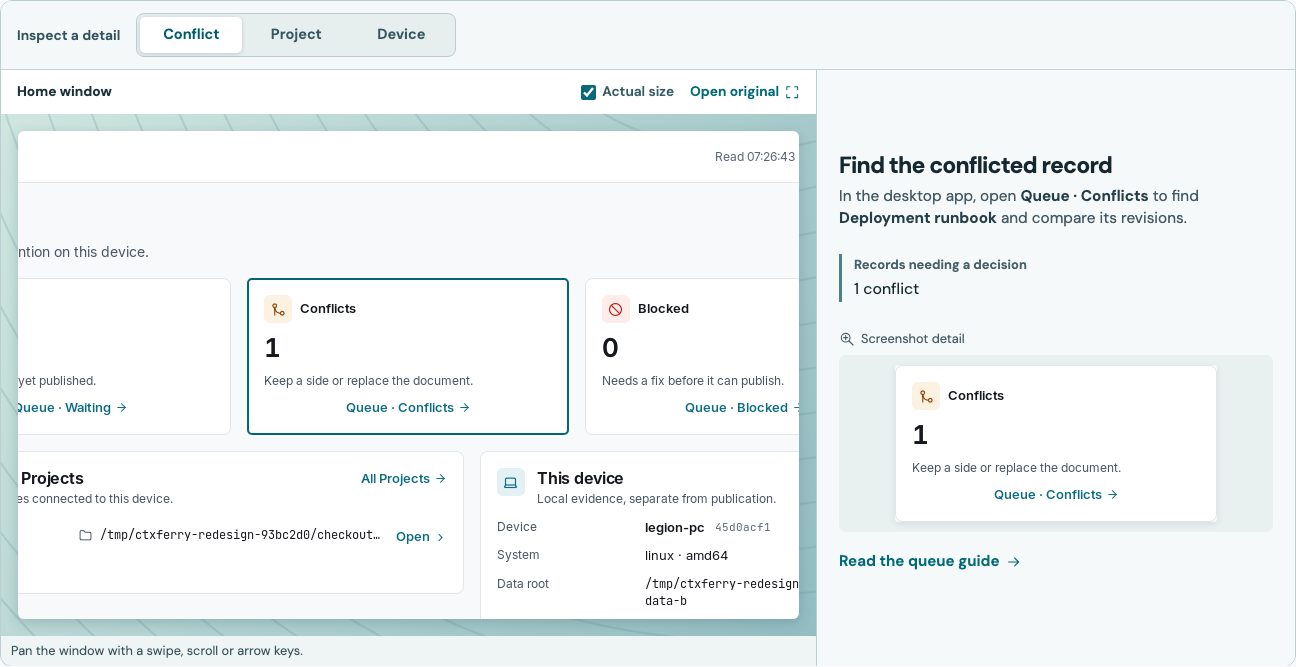 Inspect a detail
Conflict
Project
Device
Home window
Actual size
Open original
Read 07:26:43
ntion on this device.
yet published.
Queue · Waiting →
Conflicts
1
Keep a side or replace the document.
Queue · Conflicts →
Blocked
0
Needs a fix before it can publish.
Queue · Blocked →
Projects
All Projects →
es connected to this device.
/tmp/ctxferry-redesign-93bc2d0/checkout…
Open >
This device
Local evidence, separate from publication.
Device
legion-pc 45d0acf1
System
linux · amd64
Data root
/tmp/ctxferry-redesign
data-b
Pan the window with a swipe, scroll or arrow keys.
Find the conflicted record
In the desktop app, open Queue · Conflicts to find
Deployment runbook and compare its revisions.
Records needing a decision
1 conflict
Screenshot detail
Conflicts
1
Keep a side or replace the document.
Queue · Conflicts →
Read the queue guide →